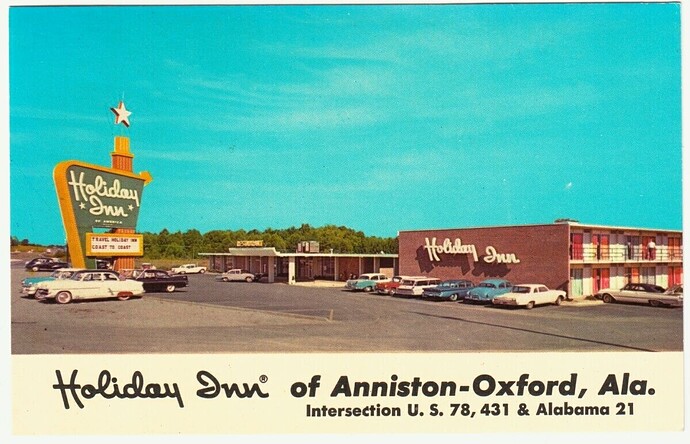 Holiday
Inn
OF AMERICA
TRAVEL HOLIDAY INN
COAST TO COAST
RESTAURANT
Holiday Inn
Holiday Inn® of Anniston-Oxford, Ala.
Intersection U. S. 78, 431 & Alabama 21